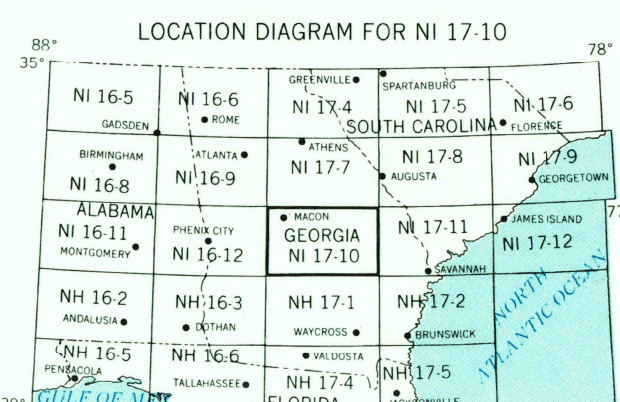 LOCATION DIAGRAM FOR NI 17-10
88°
78°
35°
NI 16-5
GADSDEN
NI 16-6
ROME
GREENVILLE
NI 17-4
SPARTANBURG
NI 17-5
NI 17-6
FLORENCE
SOUTH CAROLINA
BIRMINGHAM
NI 16-8
ATLANTA
NI 16-9
ATHENS
NI 17-7
NI 17-8
AUGUSTA
NI 17-9
GEORGETOWN
ALABAMA
NI 16-11
MONTGOMERY
PHENIX CITY
NI 16-12
MACON
GEORGIA
NI 17-10
NI 17-11
SAVANNAH
JAMES ISLAND
NI 17-12
NH 16-2
ANDALUSIA
NH 16-3
DOTHAN
NH 17-1
WAYCROSS
NH 17-2
BRUNSWICK
NORTH
ATLANTIC OCEAN
NH 16-5
PENSACOLA
NH 16-6
TALLAHASSEE
VALDOSTA
NH 17-4
FLORIDA
NH 17-5
JACKSONVILLE
GULF OF